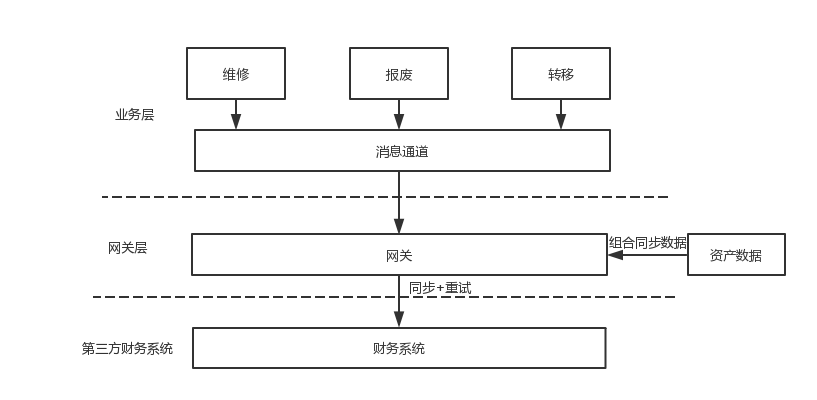 维修
报废
转移
业务层
消息通道
网关层
网关
组合同步数据
资产数据
同步+重试
第三方财务系统
财务系统